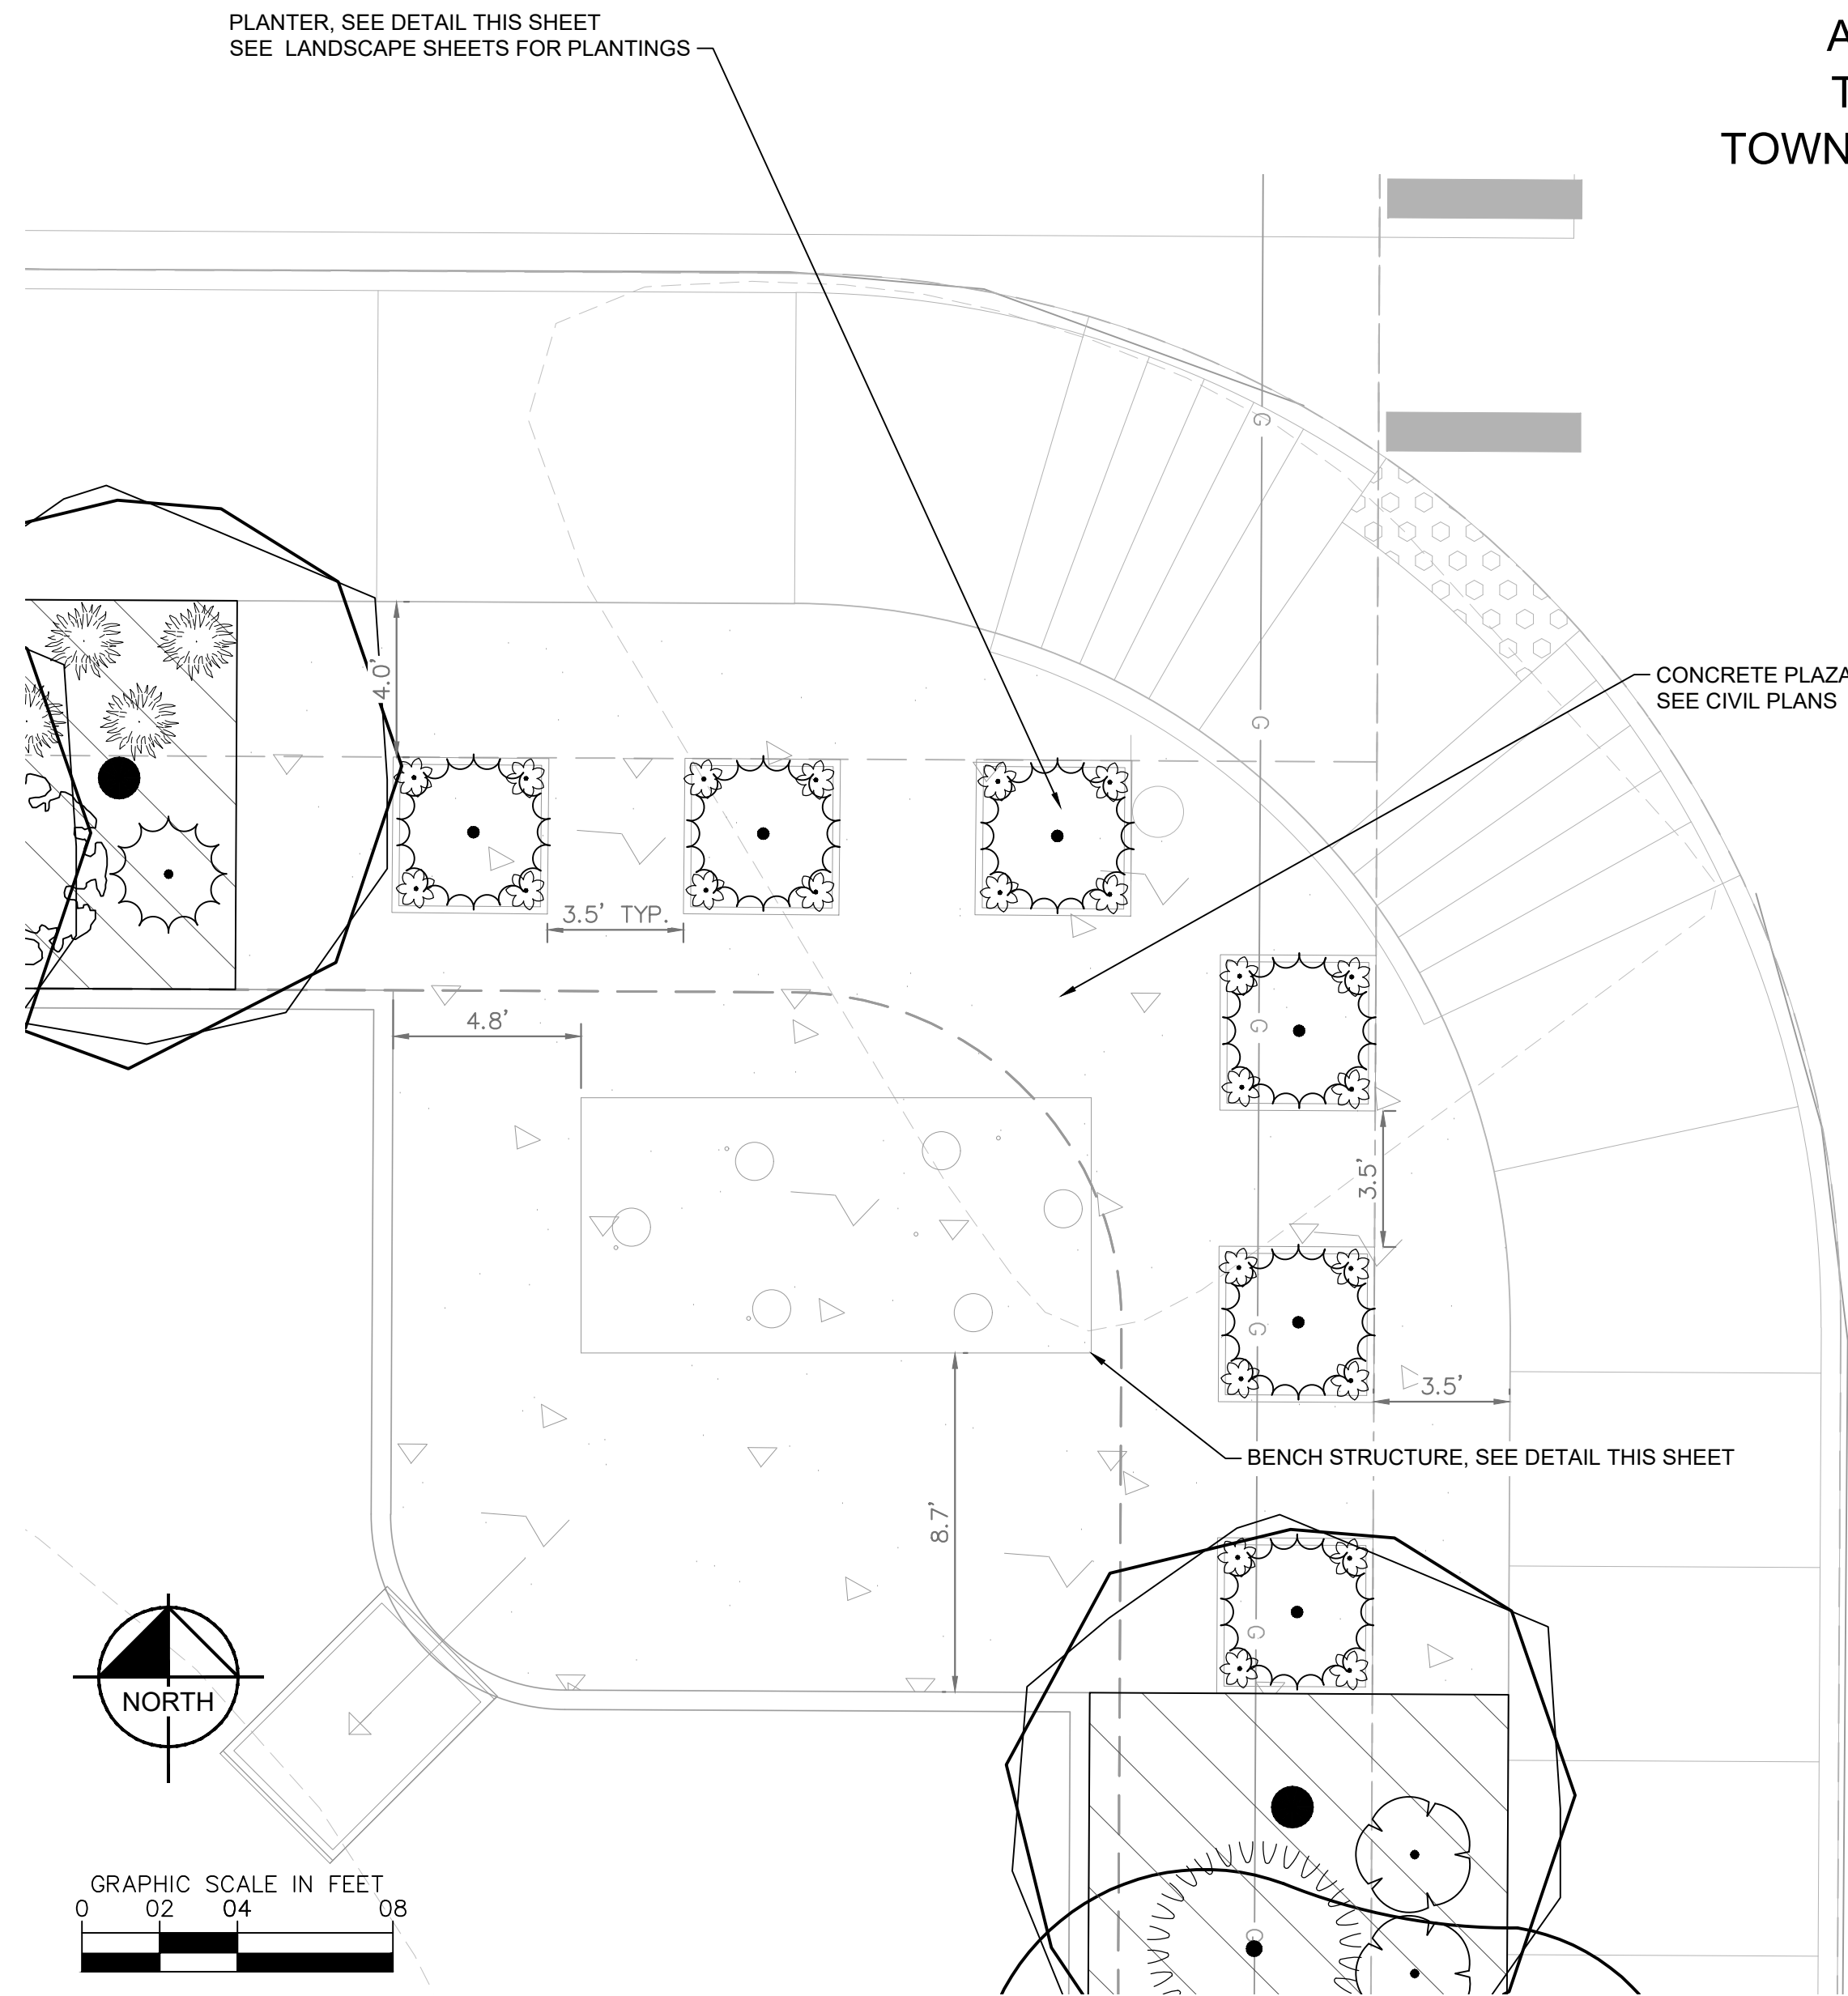 PLANTER, SEE DETAIL THIS SHEET
SEE LANDSCAPE SHEETS FOR PLANTINGS
A
T
TOWN
G
4.0'
CONCRETE PLAZA
SEE CIVIL PLANS
G
3.5' TYP.
4.8'
G
3.5'
G
3.5'
BENCH STRUCTURE, SEE DETAIL THIS SHEET
8.7'
G
NORTH
GRAPHIC SCALE IN FEET
0 02 04 08
G